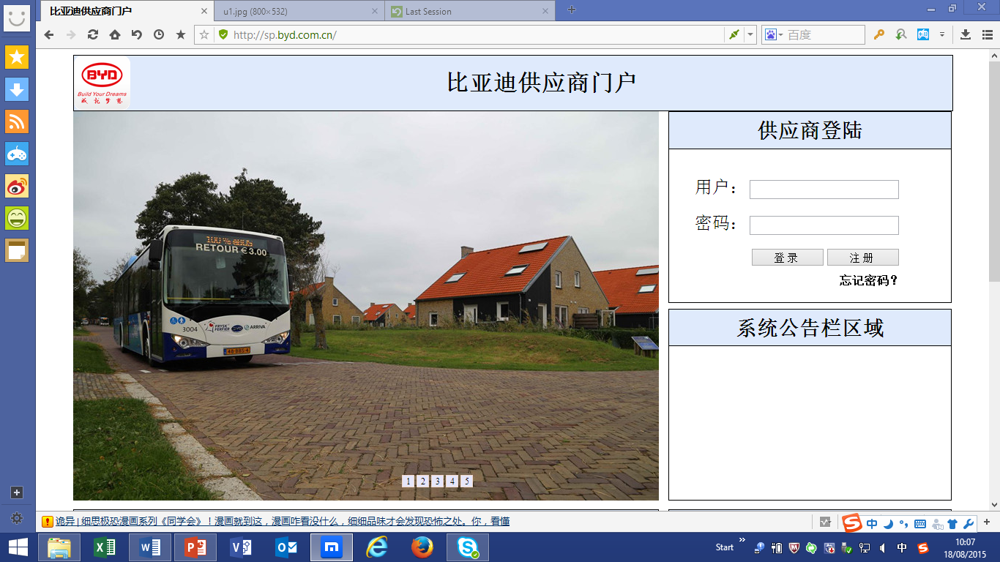 比亚迪供应商门户
u1.jpg (800×532)
Last Session
http://sp.byd.com.cn/
百度
BYD
Build Your Dreams
成 就 梦 想
比亚迪供应商门户
供应商登陆
用户：
密码：
登 录
注 册
忘记密码？
系统公告栏区域
RETOUR € 3.00
3004
FRYSK
FERFIER
ARRIVA
1 2 3 4 5
诡异 | 细思极恐漫画系列《同学会》！漫画就到这，漫画咋看没什么，细细品味才会发现恐怖之处。你，看懂
中
Start
中
10:07
18/08/2015